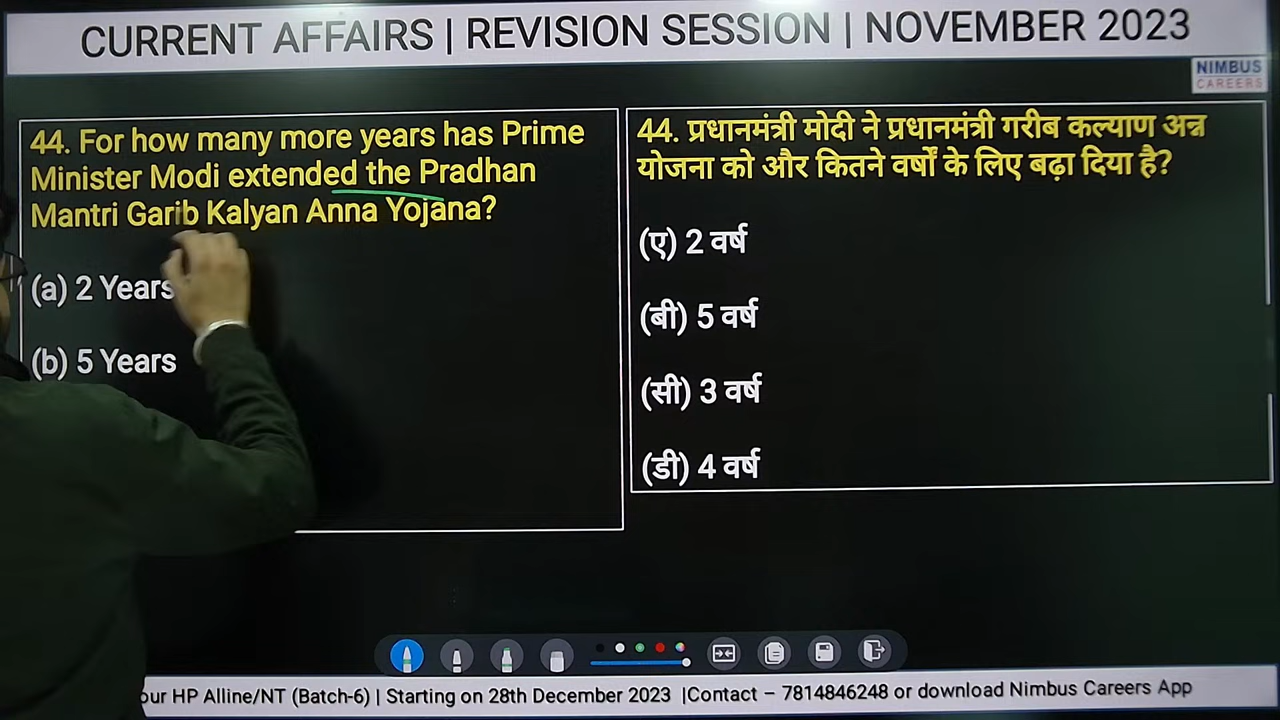 CURRENT AFFAIRS | REVISION SESSION | NOVEMBER 2023
NIMBUS
CAREERS
44. For how many more years has Prime
Minister Modi extended the Pradhan
Mantri Garib Kalyan Anna Yojana?
(a) 2 Years
(b) 5 Years
44. प्रधानमंत्री मोदी ने प्रधानमंत्री गरीब कल्याण अन्न
योजना को और कितने वर्षों के लिए बढ़ा दिया है?
(ए) 2 वर्ष
(बी) 5 वर्ष
(सी) 3 वर्ष
(डी) 4 वर्ष
our HP Alline/NT (Batch-6) | Starting on 28th December 2023 |Contact – 7814846248 or download Nimbus Careers App